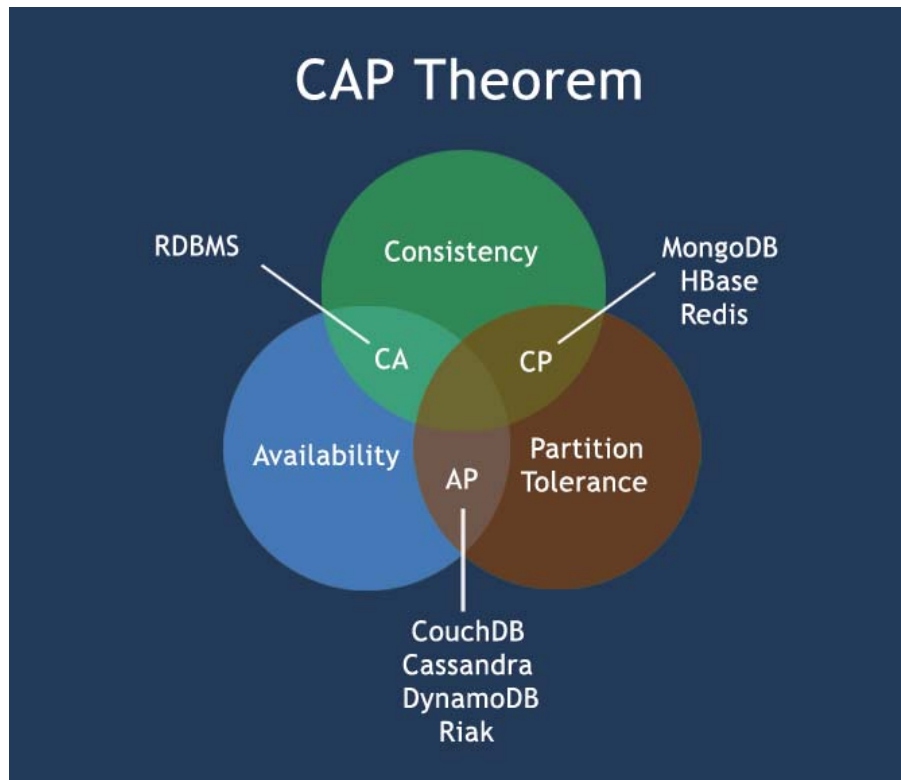 CAP Theorem
RDBMS
Consistency
MongoDB
HBase
Redis
CA
CP
Availability
Partition
Tolerance
AP
CouchDB
Cassandra
DynamoDB
Riak